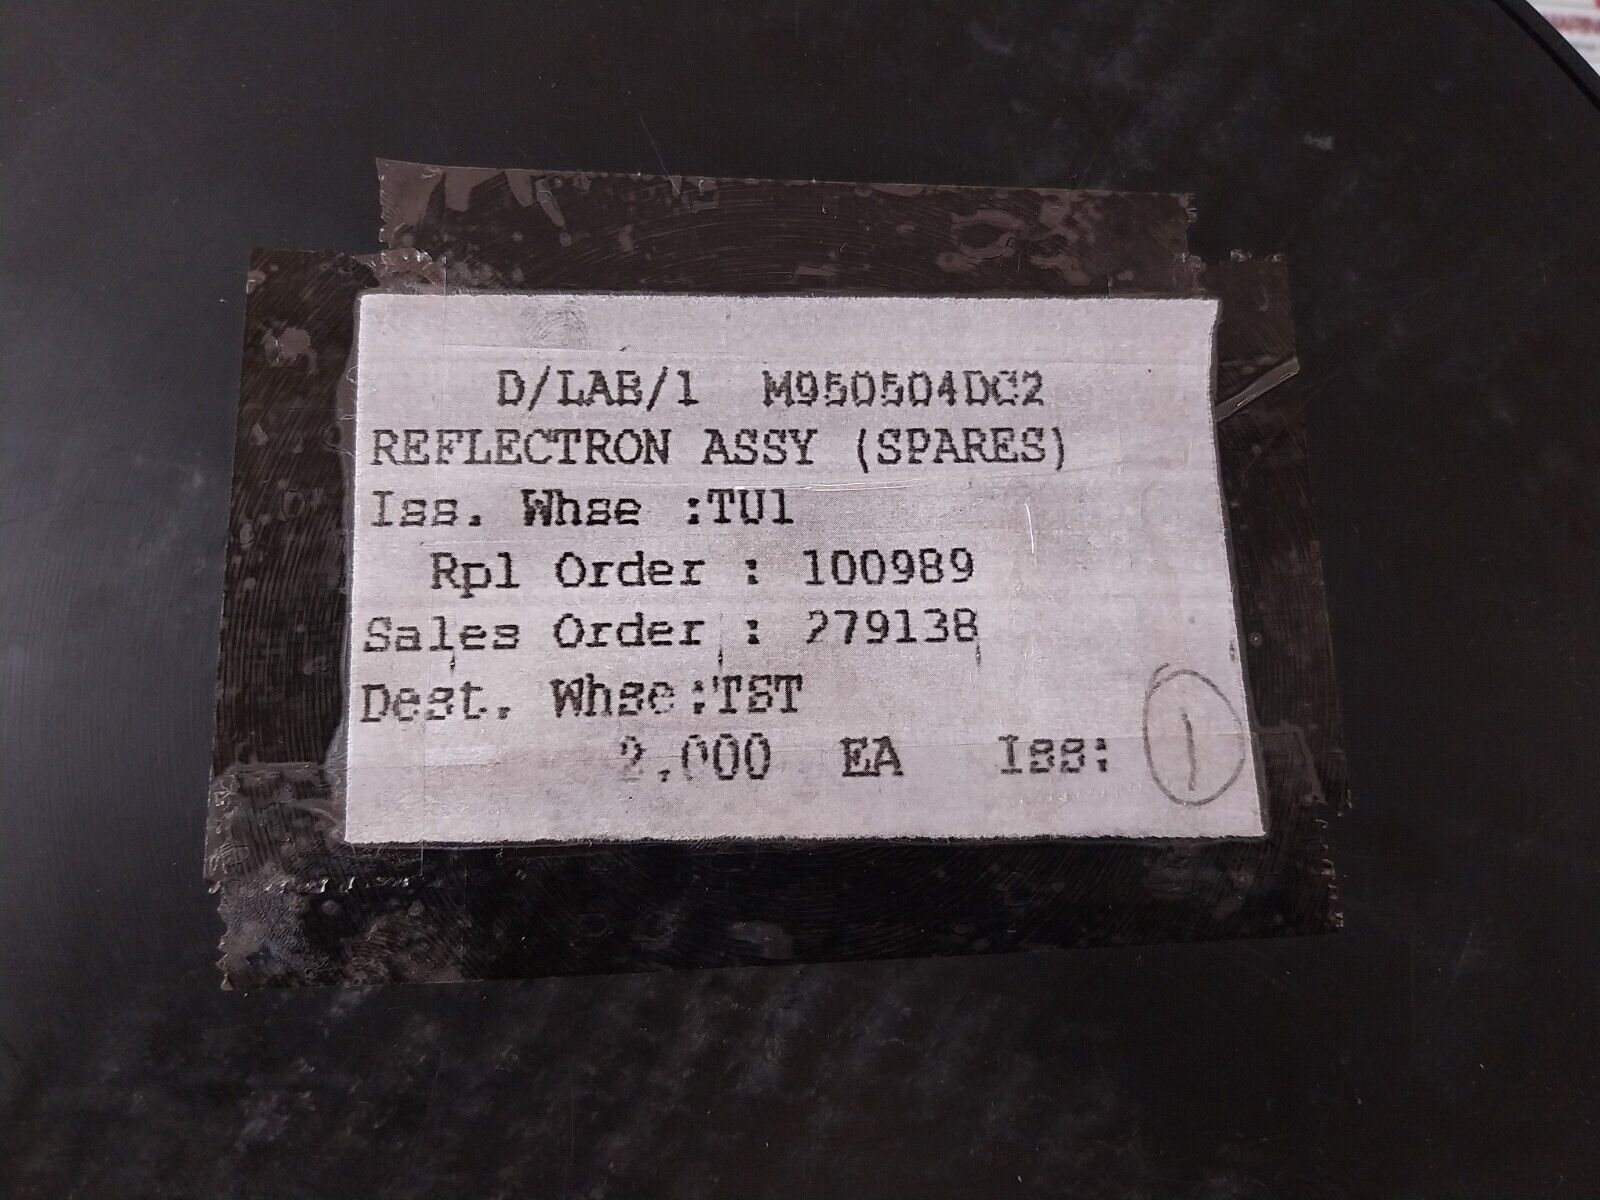 D/LAB/1 M950504DC2
REFLECTRON ASSY (SPARES)
Iss. Whse :TU1
Rpl Order : 100989
Sales Order : 279138
Dest. Whse:TST
2.000 EA Iss: 1